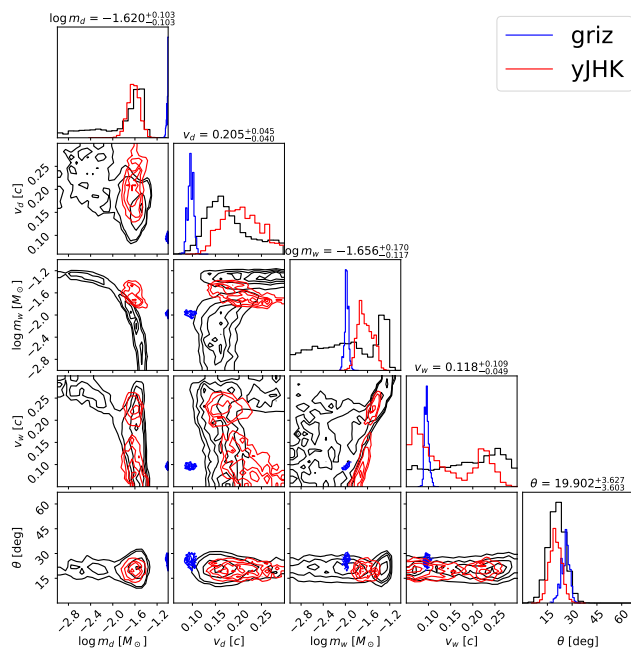 griz
yJHK
log m_d = −1.620^{+0.103}_{−0.103}
v_d = 0.205^{+0.045}_{−0.040}
log m_w = −1.656^{+0.170}_{−0.117}
v_w = 0.118^{+0.109}_{−0.049}
θ = 19.902^{+3.627}_{−3.603}
v_d [c]
0.25
0.20
0.15
0.10
log m_w [M_⊙]
−1.2
−1.6
−2.0
−2.4
−2.8
v_w [c]
0.25
0.20
0.15
0.10
θ [deg]
60
45
30
15
−2.8 −2.4 −2.0 −1.6 −1.2
0.10 0.15 0.20 0.25
−2.8 −2.4 −2.0 −1.6 −1.2
0.10 0.15 0.20 0.25
15 30 45 60
log m_d [M_⊙]
v_d [c]
log m_w [M_⊙]
v_w [c]
θ [deg]